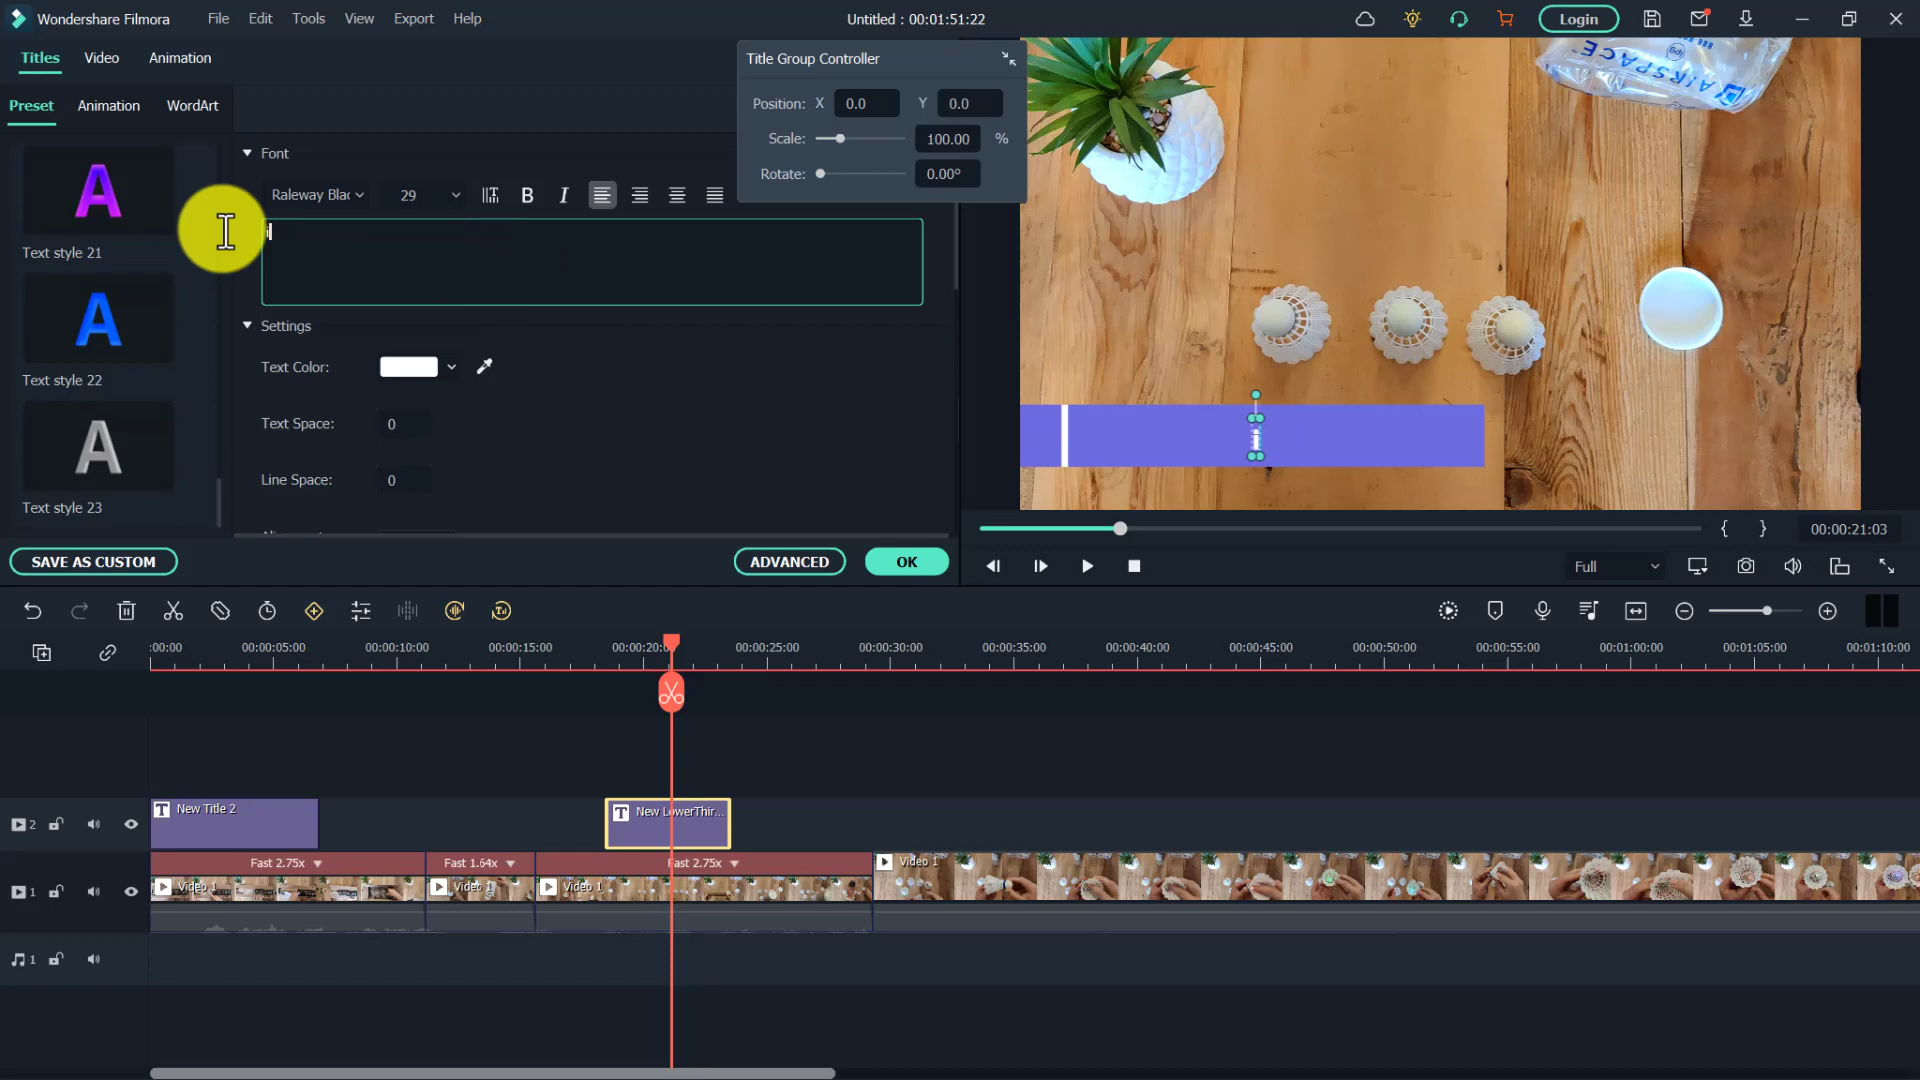 Wondershare Filmora File Edit Tools View Export Help Untitled : 00:01:51:22 Login
Titles Video Animation
Preset Animation WordArt
A
Text style 21
A
Text style 22
A
Text style 23
Font
Raleway Blac 29 B I
i
Settings
Text Color:
Text Space: 0
Line Space: 0
SAVE AS CUSTOM ADVANCED OK
Title Group Controller
Position: X 0.0 Y 0.0
Scale: 100.00 %
Rotate: 0.00°
AIRSPACE
i
{ } 00:00:21:03
Full
:00:00 00:00:05:00 00:00:10:00 00:00:15:00 00:00:20:0 00:00:25:00 00:00:30:00 00:00:35:00 00:00:40:00 00:00:45:00 00:00:50:00 00:00:55:00 00:01:00:00 00:01:05:00 00:01:10:00
2 T New Title 2 T New LowerThir...
Fast 2.75x Fast 1.64x Fast 2.75x
1 Video 1 Video 1 Video 1 Video 1
1